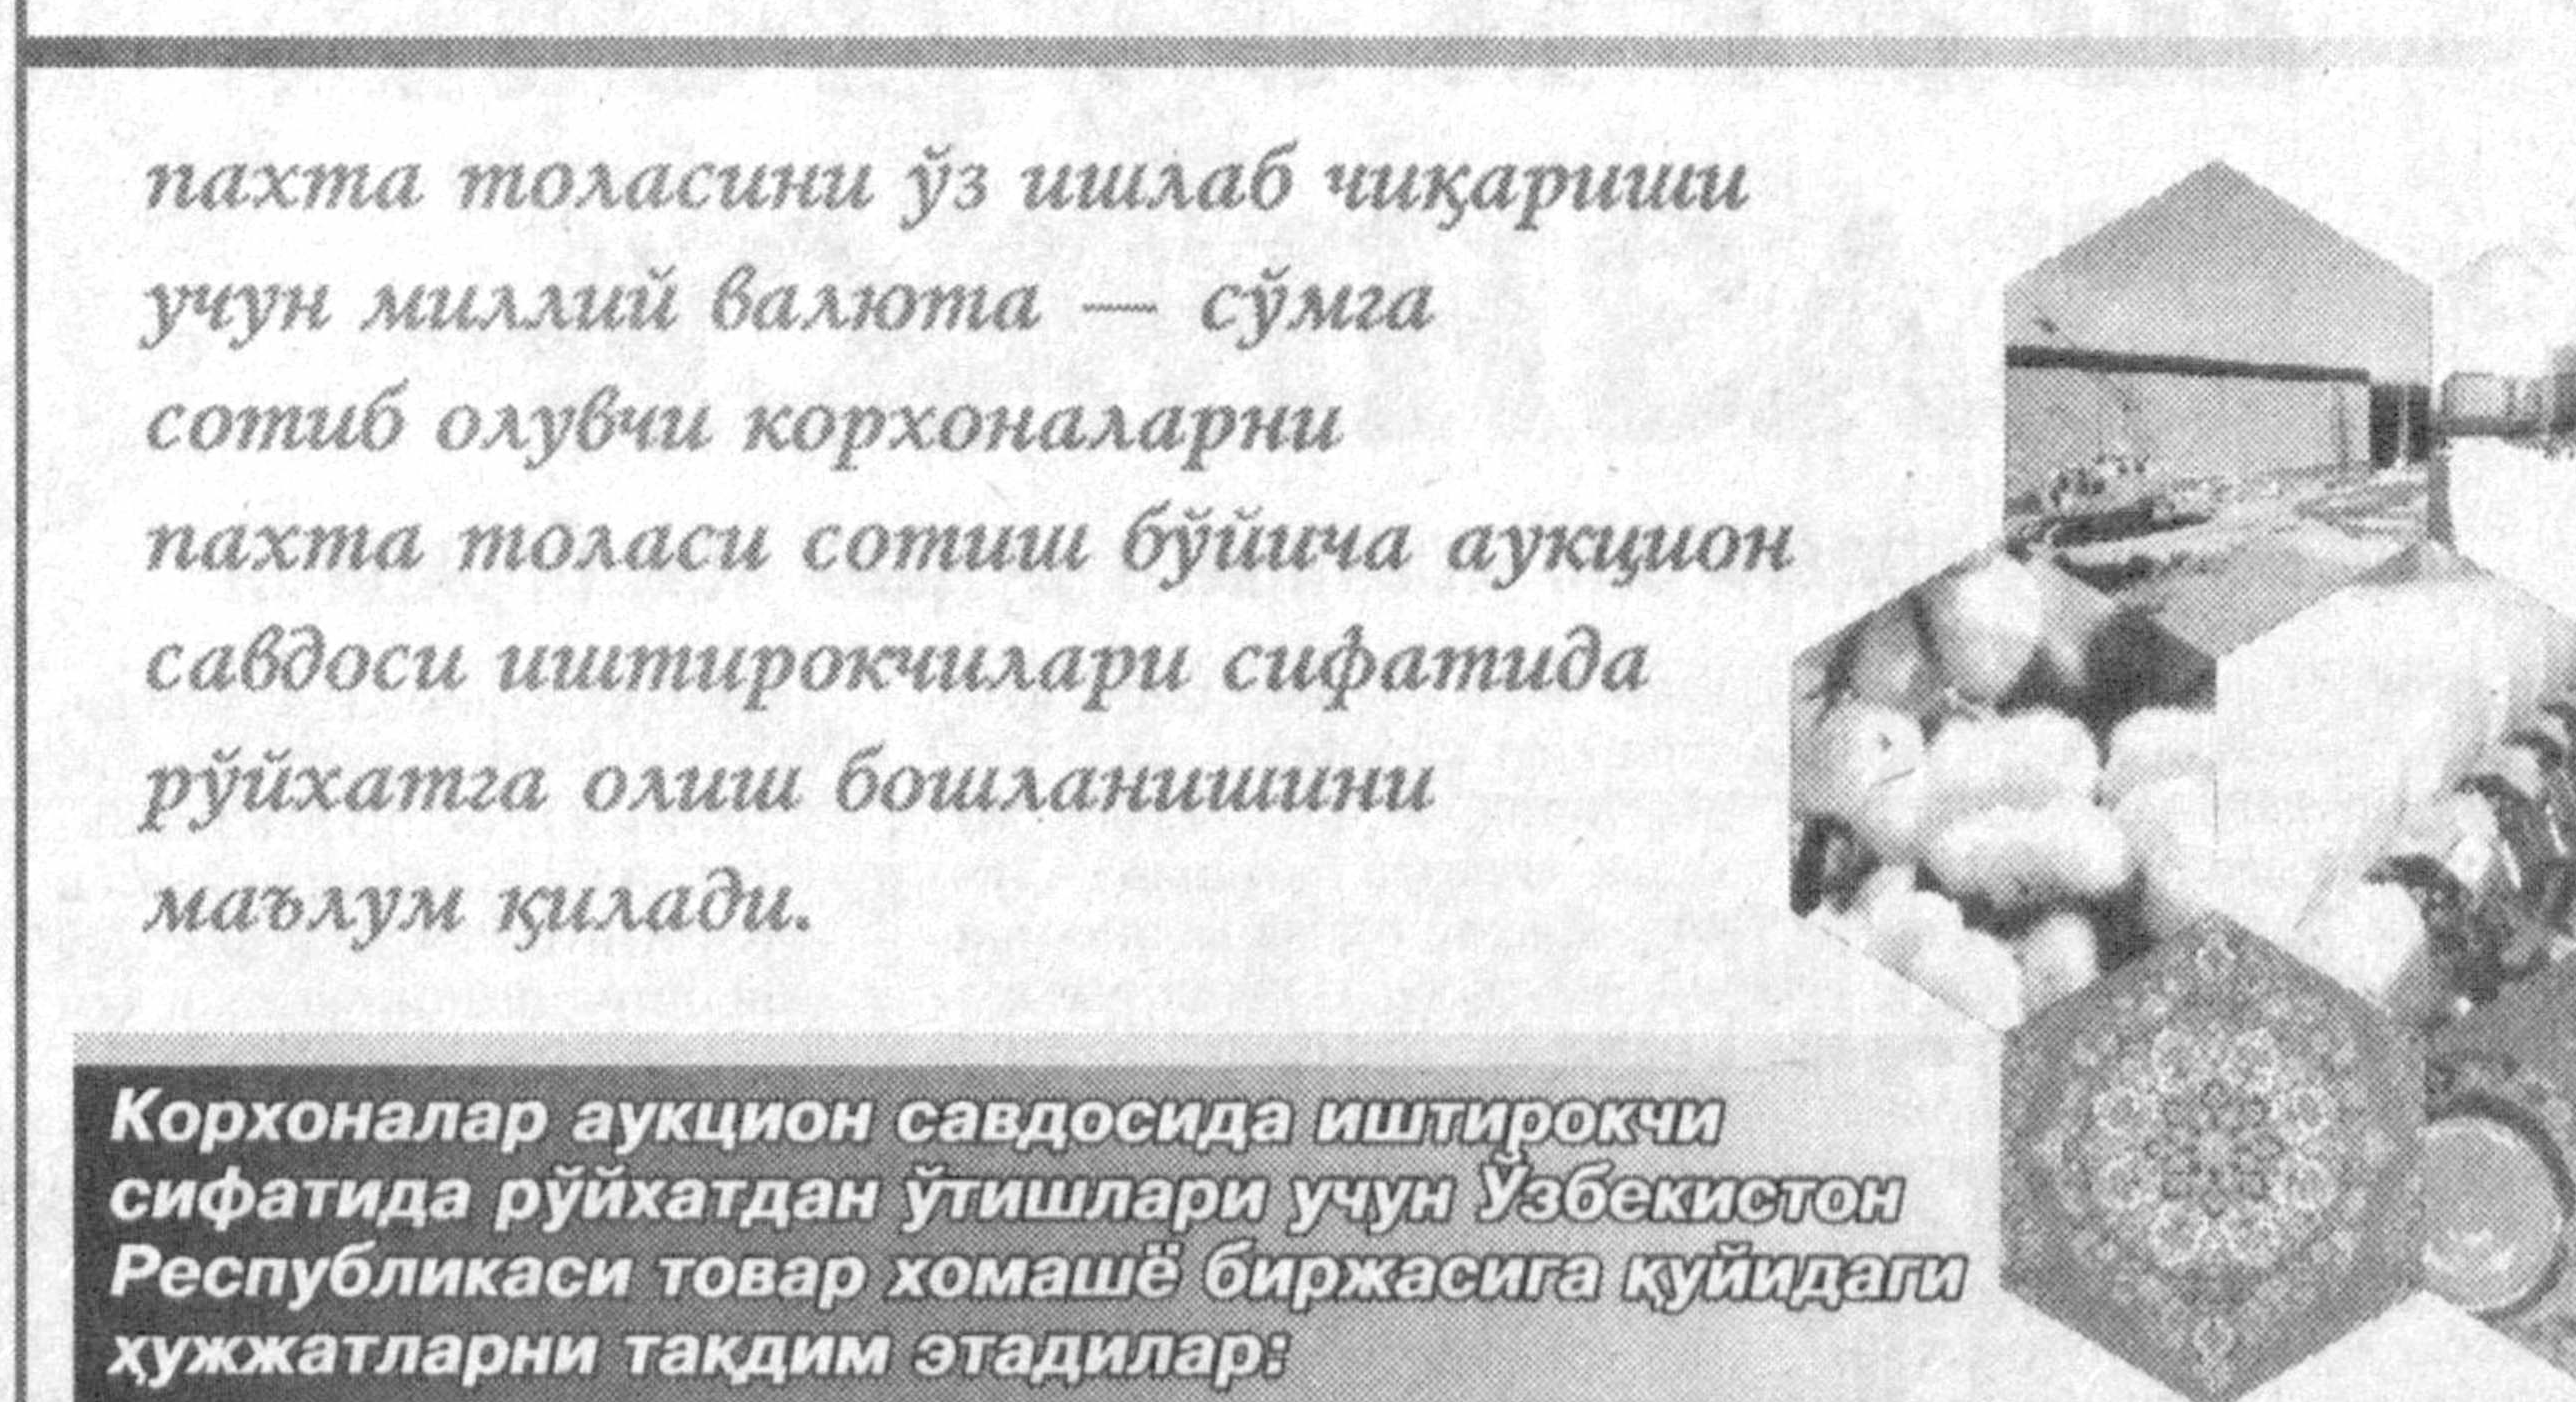 пахта толасини ўз ишлаб чиқариши
учун миллий валюта — сўмга
сотиб олувчи корхоналарни
пахта толаси сотиш бўйича аукцион
савдоси иштирокчилари сифатида
рўйхатга олиш бошланишини
маълум қилади.
Корхоналар аукцион савдосида иштирокчи
сифатида рўйхатдан ўтишлари учун Ўзбекистон
Республикаси товар хомашё биржасига қуйидаги
ҳужжатларни тақдим этадилар: